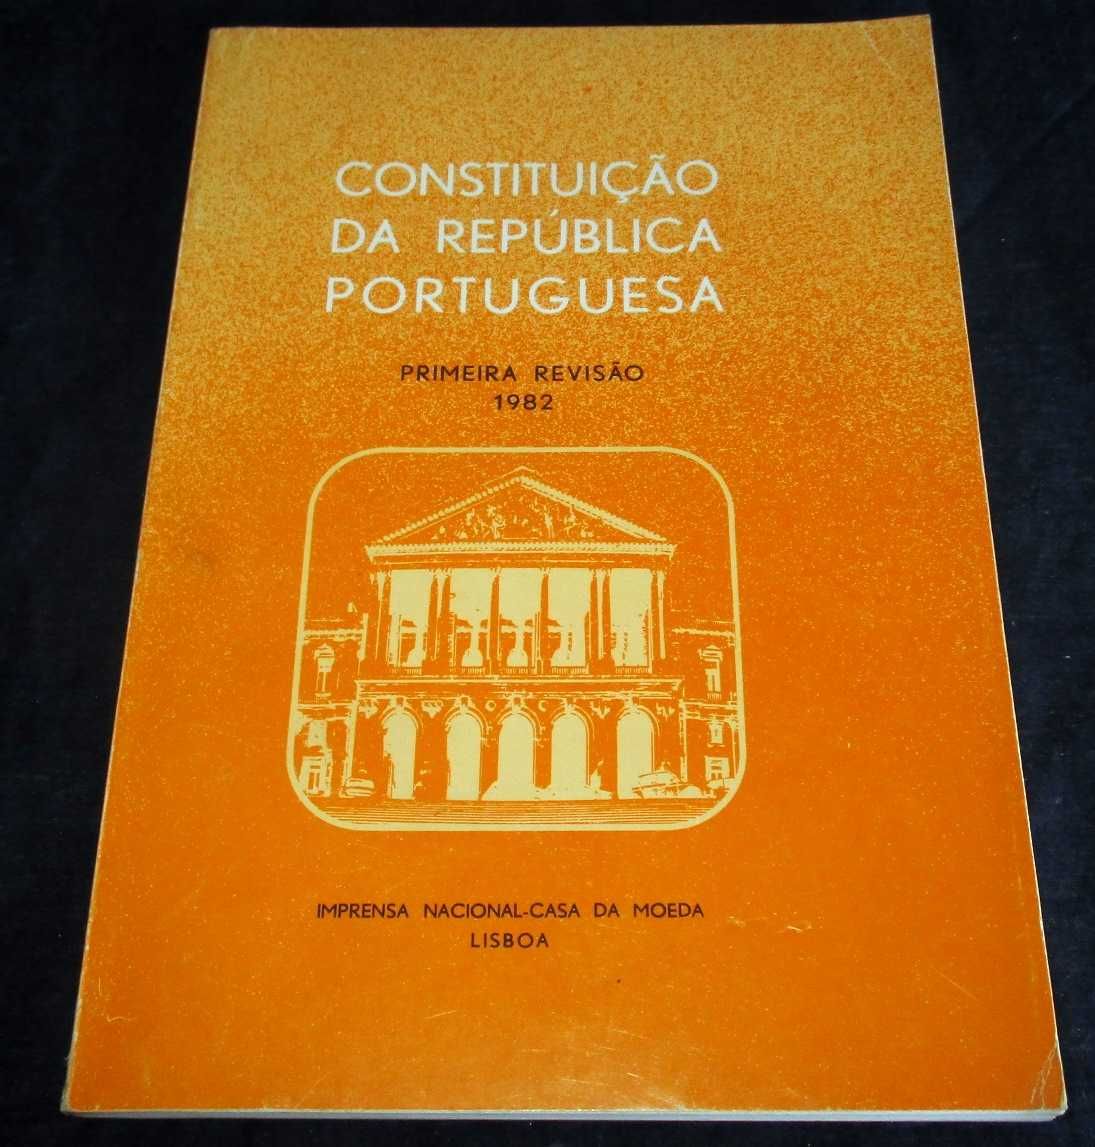 CONSTITUIÇÃO
DA REPÚBLICA
PORTUGUESA
PRIMEIRA REVISÃO
1982
IMPRENSA NACIONAL-CASA DA MOEDA
LISBOA